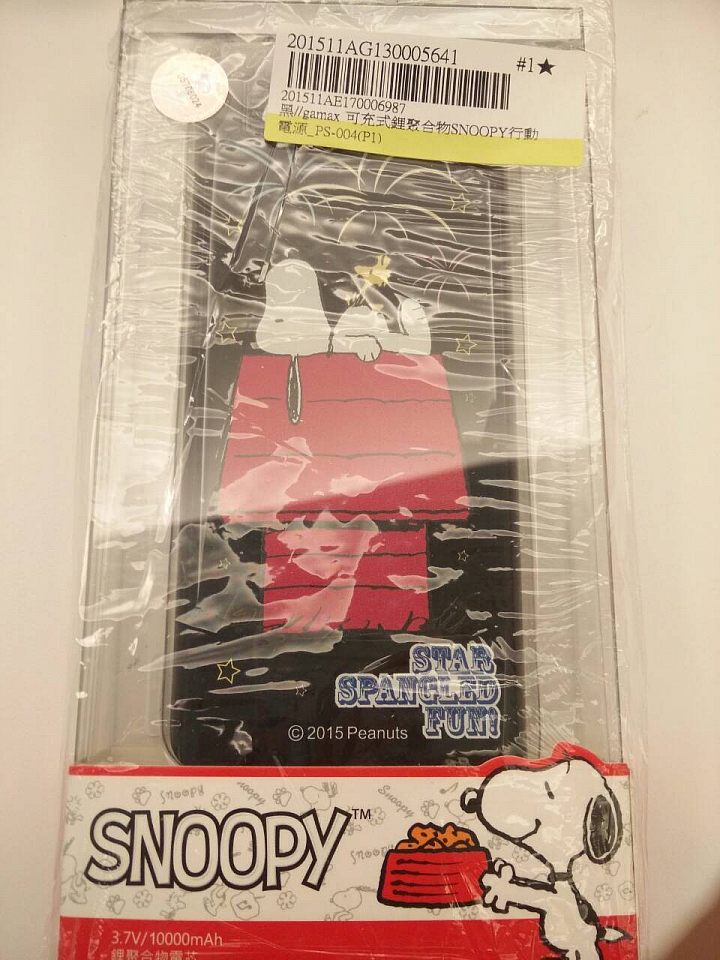 201511AG130005641
#1★
201511AE170006987
黑//gamax 可充式鋰聚合物SNOOPY行動
電源_PS-004(P1)
STAR
SPANGLED
FUN!
© 2015 Peanuts
SNOOPY™
3.7V/10000mAh
鋰聚合物電芯